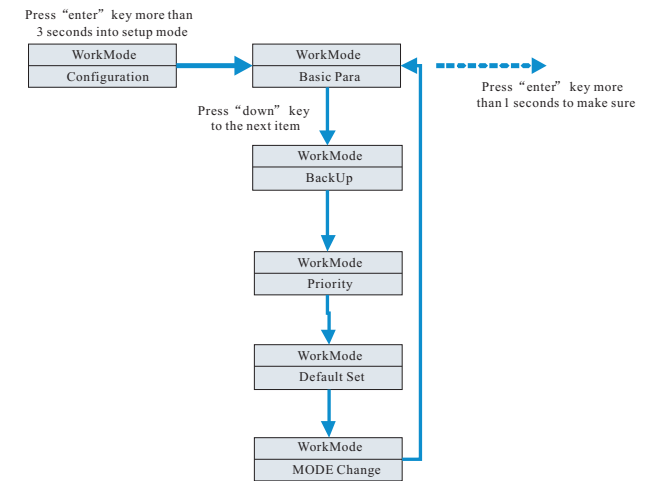 Press “enter” key more than
3 seconds into setup mode
WorkMode
Configuration
WorkMode
Basic Para
Press “enter” key more
than 1 seconds to make sure
Press “down” key
to the next item
WorkMode
BackUp
WorkMode
Priority
WorkMode
Default Set
WorkMode
MODE Change